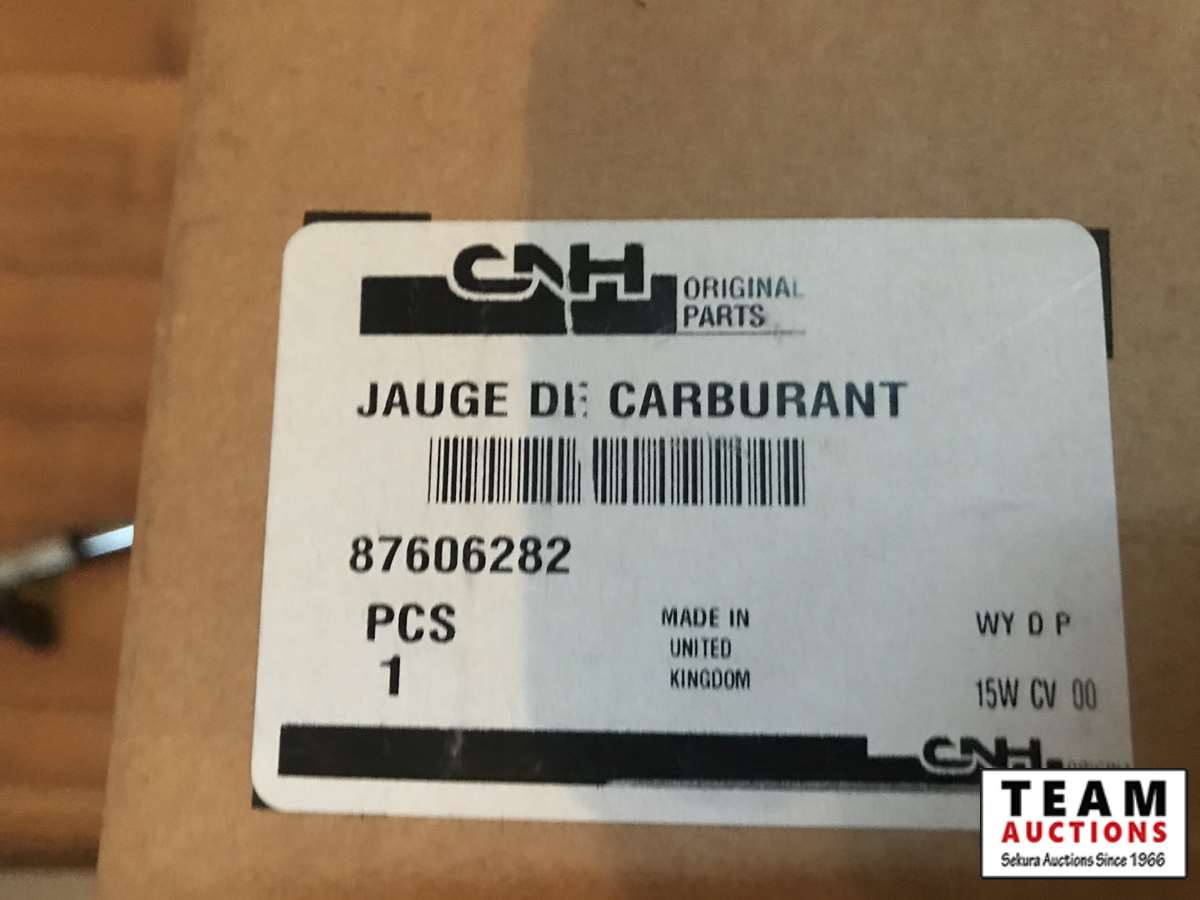 CNH
ORIGINAL
PARTS
JAUGE DE CARBURANT
87606282
PCS
1
MADE IN
UNITED
KINGDOM
WY D P
15W CV 00
CNH
TEAM
AUCTIONS
Sekura Auctions Since 1966